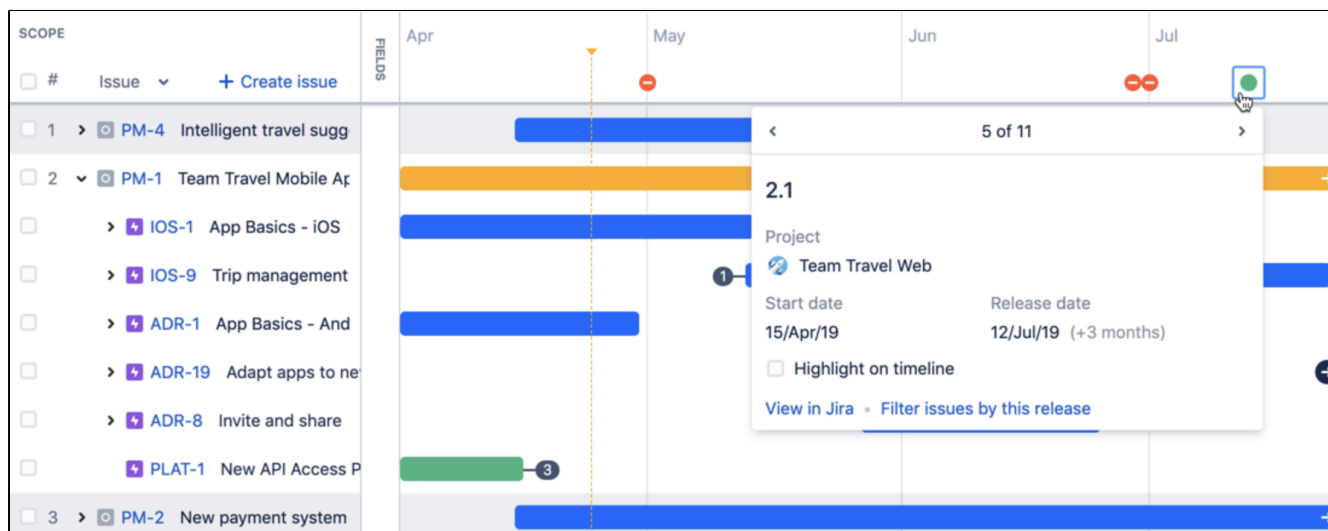 SCOPE
FIELDS
Apr May Jun Jul
# Issue + Create issue
1 PM-4 Intelligent travel sugg
5 of 11
2 PM-1 Team Travel Mobile Ap
2.1
IOS-1 App Basics - iOS
Project
IOS-9 Trip management
1
Team Travel Web
Start date Release date
ADR-1 App Basics - And
15/Apr/19 12/Jul/19 (+3 months)
ADR-19 Adapt apps to ne
Highlight on timeline
View in Jira • Filter issues by this release
ADR-8 Invite and share
PLAT-1 New API Access P
3
3 PM-2 New payment system